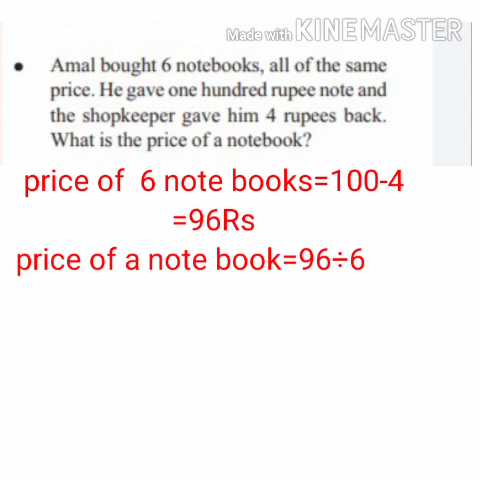 Made with KINEMASTER
• Amal bought 6 notebooks, all of the same
price. He gave one hundred rupee note and
the shopkeeper gave him 4 rupees back.
What is the price of a notebook?
price of 6 note books=100-4
=96Rs
price of a note book=96÷6